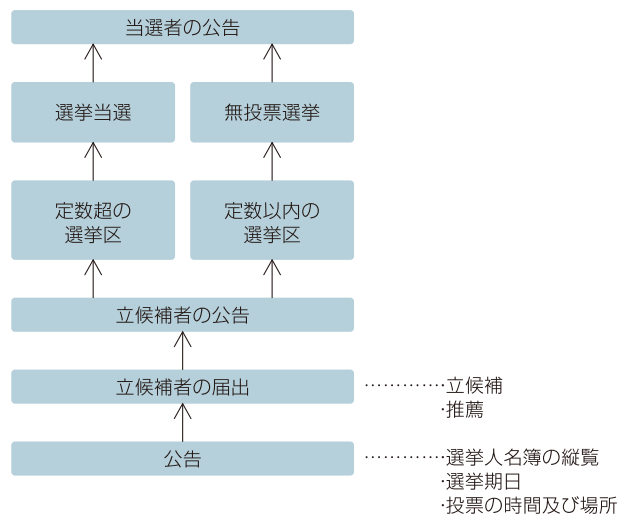 当選者の公告
選挙当選
無投票選挙
定数超の
選挙区
定数以内の
選挙区
立候補者の公告
立候補者の届出
·············立候補
·推薦
公告
·············選挙人名簿の縦覧
·選挙期日
·投票の時間及び場所